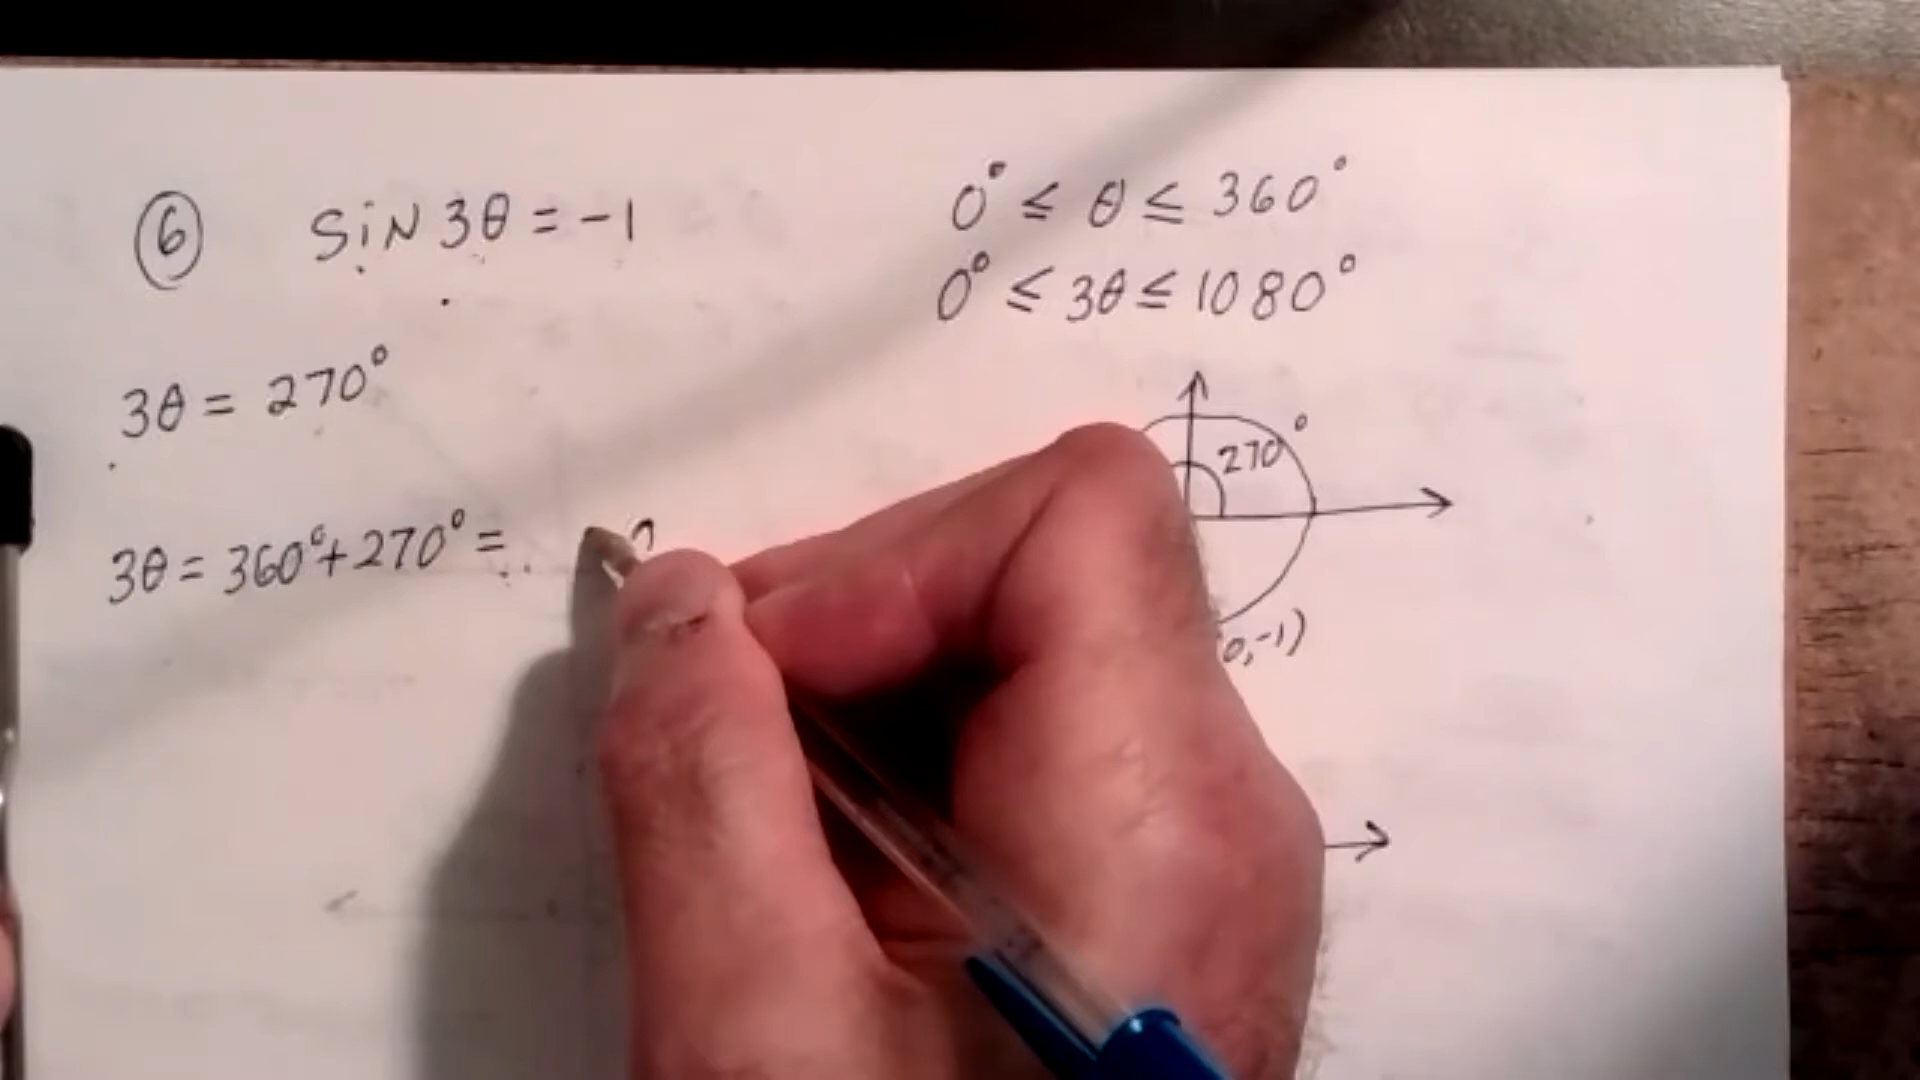 ⑥ SiN 3θ = -1
0° ≤ θ ≤ 360°
0° ≤ 3θ ≤ 1080°
3θ = 270°
270°
3θ = 360° + 270° =
0,-1)